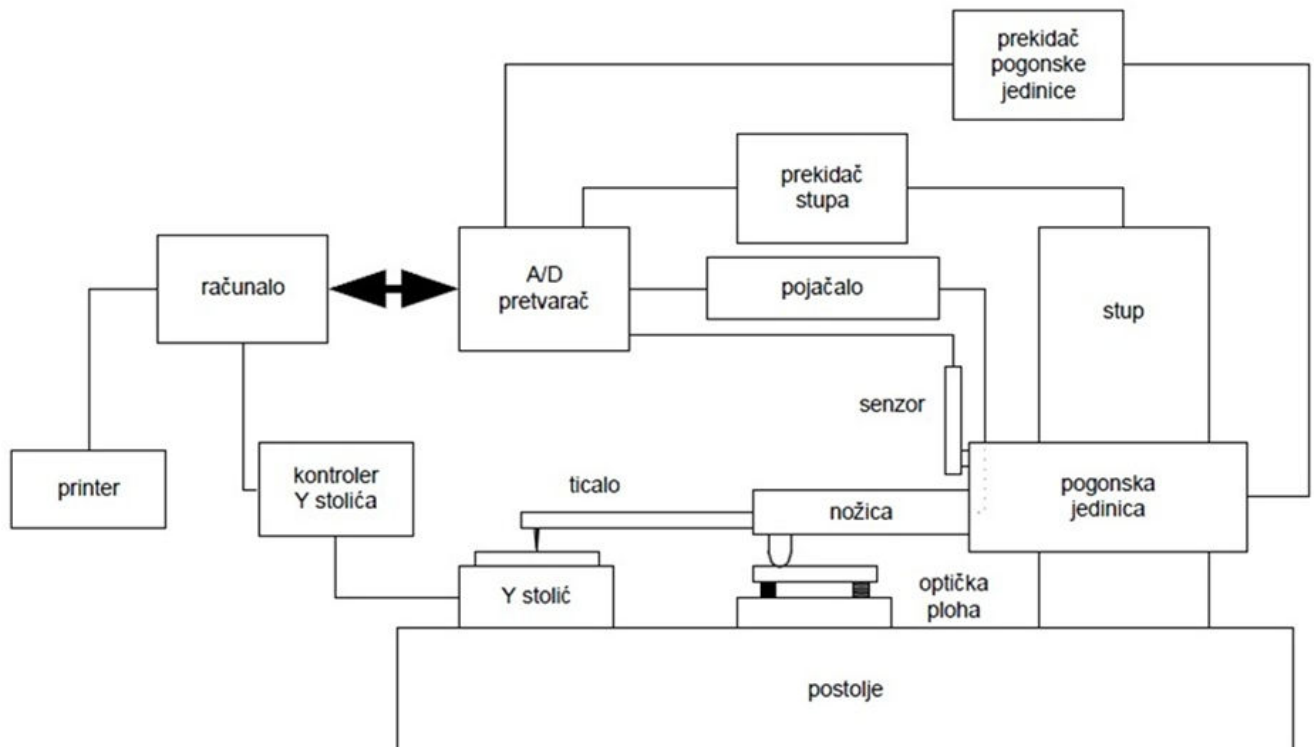 prekidač
pogonske
jedinice
prekidač
stupa
računalo
A/D
pretvarač
pojačalo
stup
senzor
printer
kontroler
Y stolića
ticalo
nožica
pogonska
jedinica
Y stolić
optička
ploha
postolje